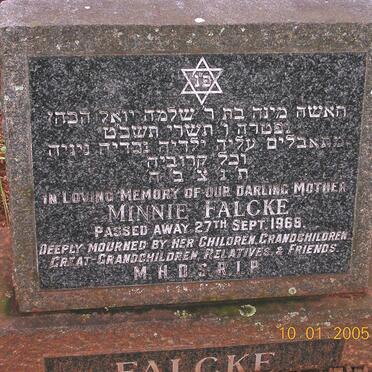 פ"נ
האשה מינה בת ר שלמה יואל הכהן
נפטרה ו תשרי תשכט
מתאבלים עליה ילדיה נכדיה ניניה
וכל קרוביה
ת נ צ ב ה
IN LOVING MEMORY OF OUR DARLING MOTHER
MINNIE FALCKE
PASSED AWAY 27TH SEPT. 1968.
DEEPLY MOURNED BY HER CHILDREN, GRANDCHILDREN,
GREAT-GRANDCHILDREN, RELATIVES & FRIENDS.
M.H.D.S.R.I.P.
FALCKE
10 01 2005